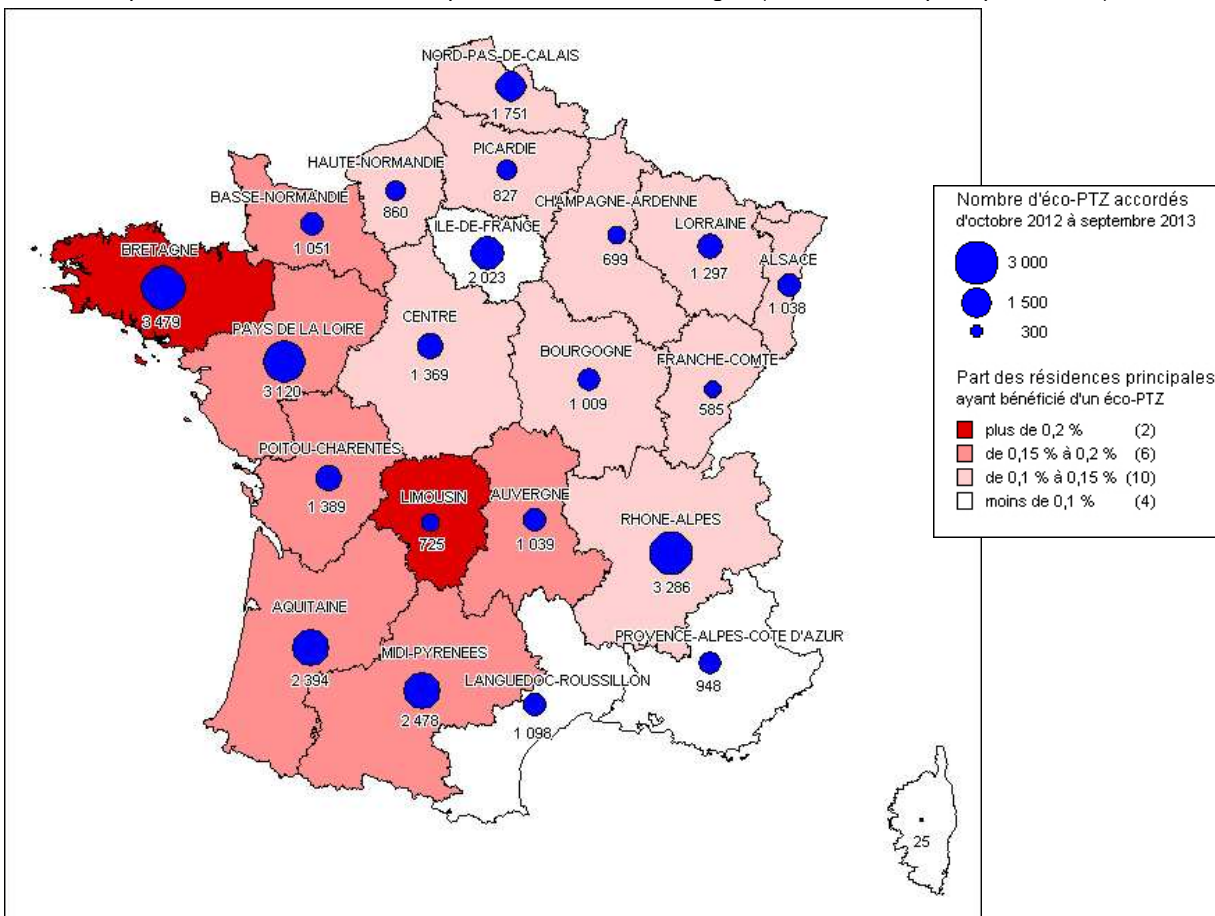 NORD-PAS-DE-CALAIS
1 751
PICARDIE
827
HAUTE-NORMANDIE
860
BASSE-NORMANDIE
1 051
CHAMPAGNE-ARDENNE
699
LORRAINE
1 297
ALSACE
1 038
ILE-DE-FRANCE
2 023
BRETAGNE
3 479
PAYS DE LA LOIRE
3 120
CENTRE
1 369
BOURGOGNE
1 009
FRANCHE-COMTE
585
POITOU-CHARENTES
1 389
LIMOUSIN
725
AUVERGNE
1 039
RHONE-ALPES
3 286
AQUITAINE
2 394
MIDI-PYRENEES
2 478
LANGUEDOC-ROUSSILLON
1 098
PROVENCE-ALPES-COTE D'AZUR
948
25
Nombre d'éco-PTZ accordés
d'octobre 2012 à septembre 2013
3 000
1 500
300
Part des résidences principales
ayant bénéficié d'un éco-PTZ
plus de 0,2 % (2)
de 0,15 % à 0,2 % (6)
de 0,1 % à 0,15 % (10)
moins de 0,1 % (4)